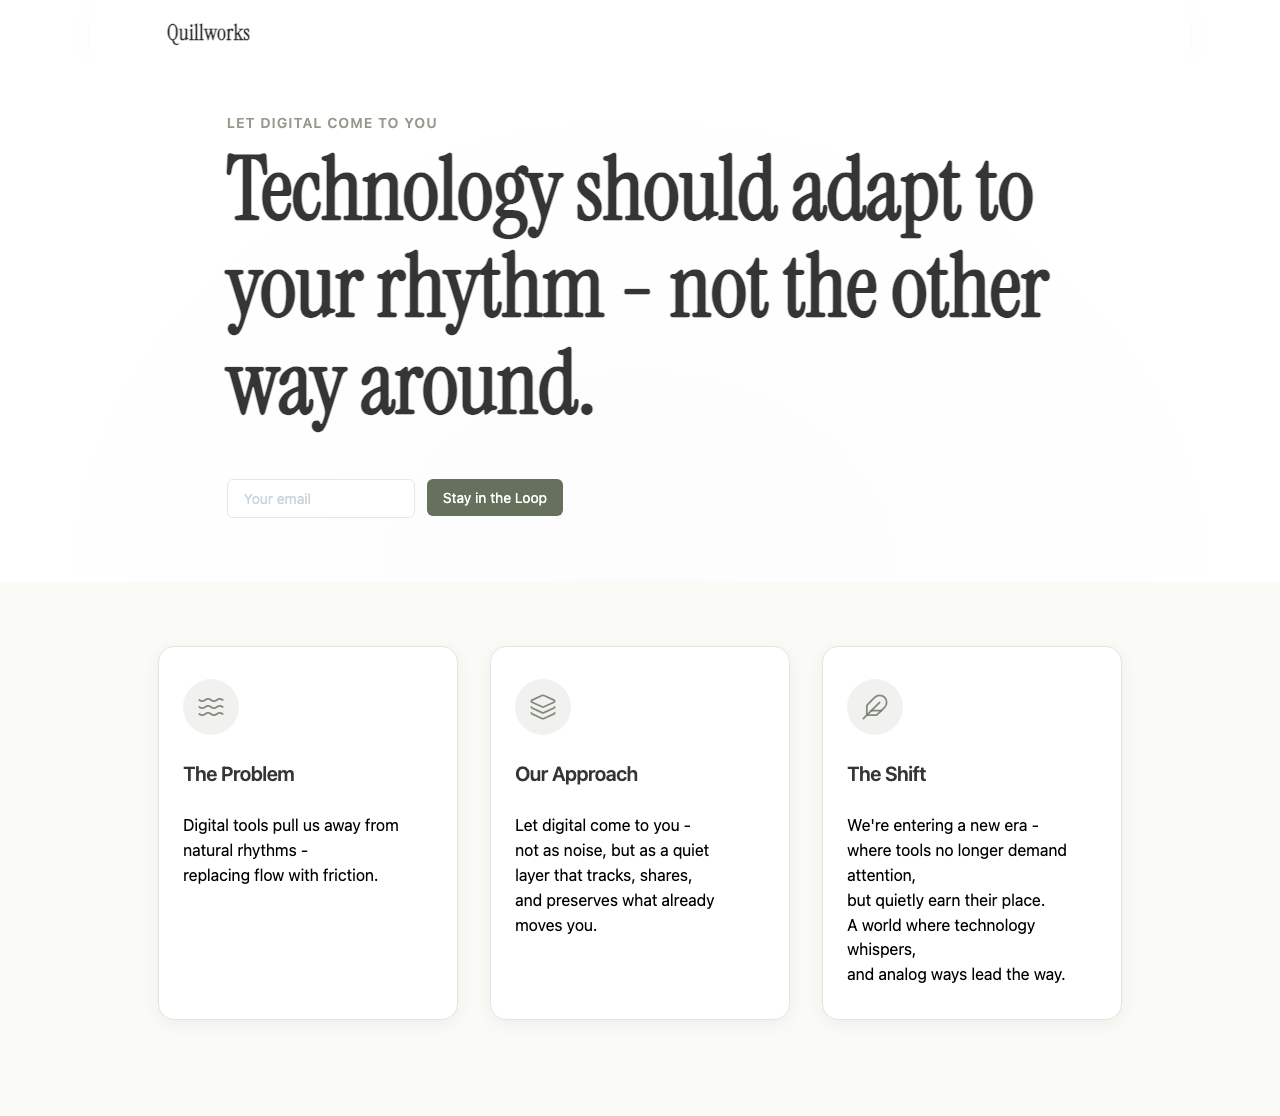 Quillworks
LET DIGITAL COME TO YOU
Technology should adapt to
your rhythm - not the other
way around.
Your email
Stay in the Loop
The Problem
Digital tools pull us away from
natural rhythms -
replacing flow with friction.
Our Approach
Let digital come to you -
not as noise, but as a quiet
layer that tracks, shares,
and preserves what already
moves you.
The Shift
We're entering a new era -
where tools no longer demand
attention,
but quietly earn their place.
A world where technology
whispers,
and analog ways lead the way.